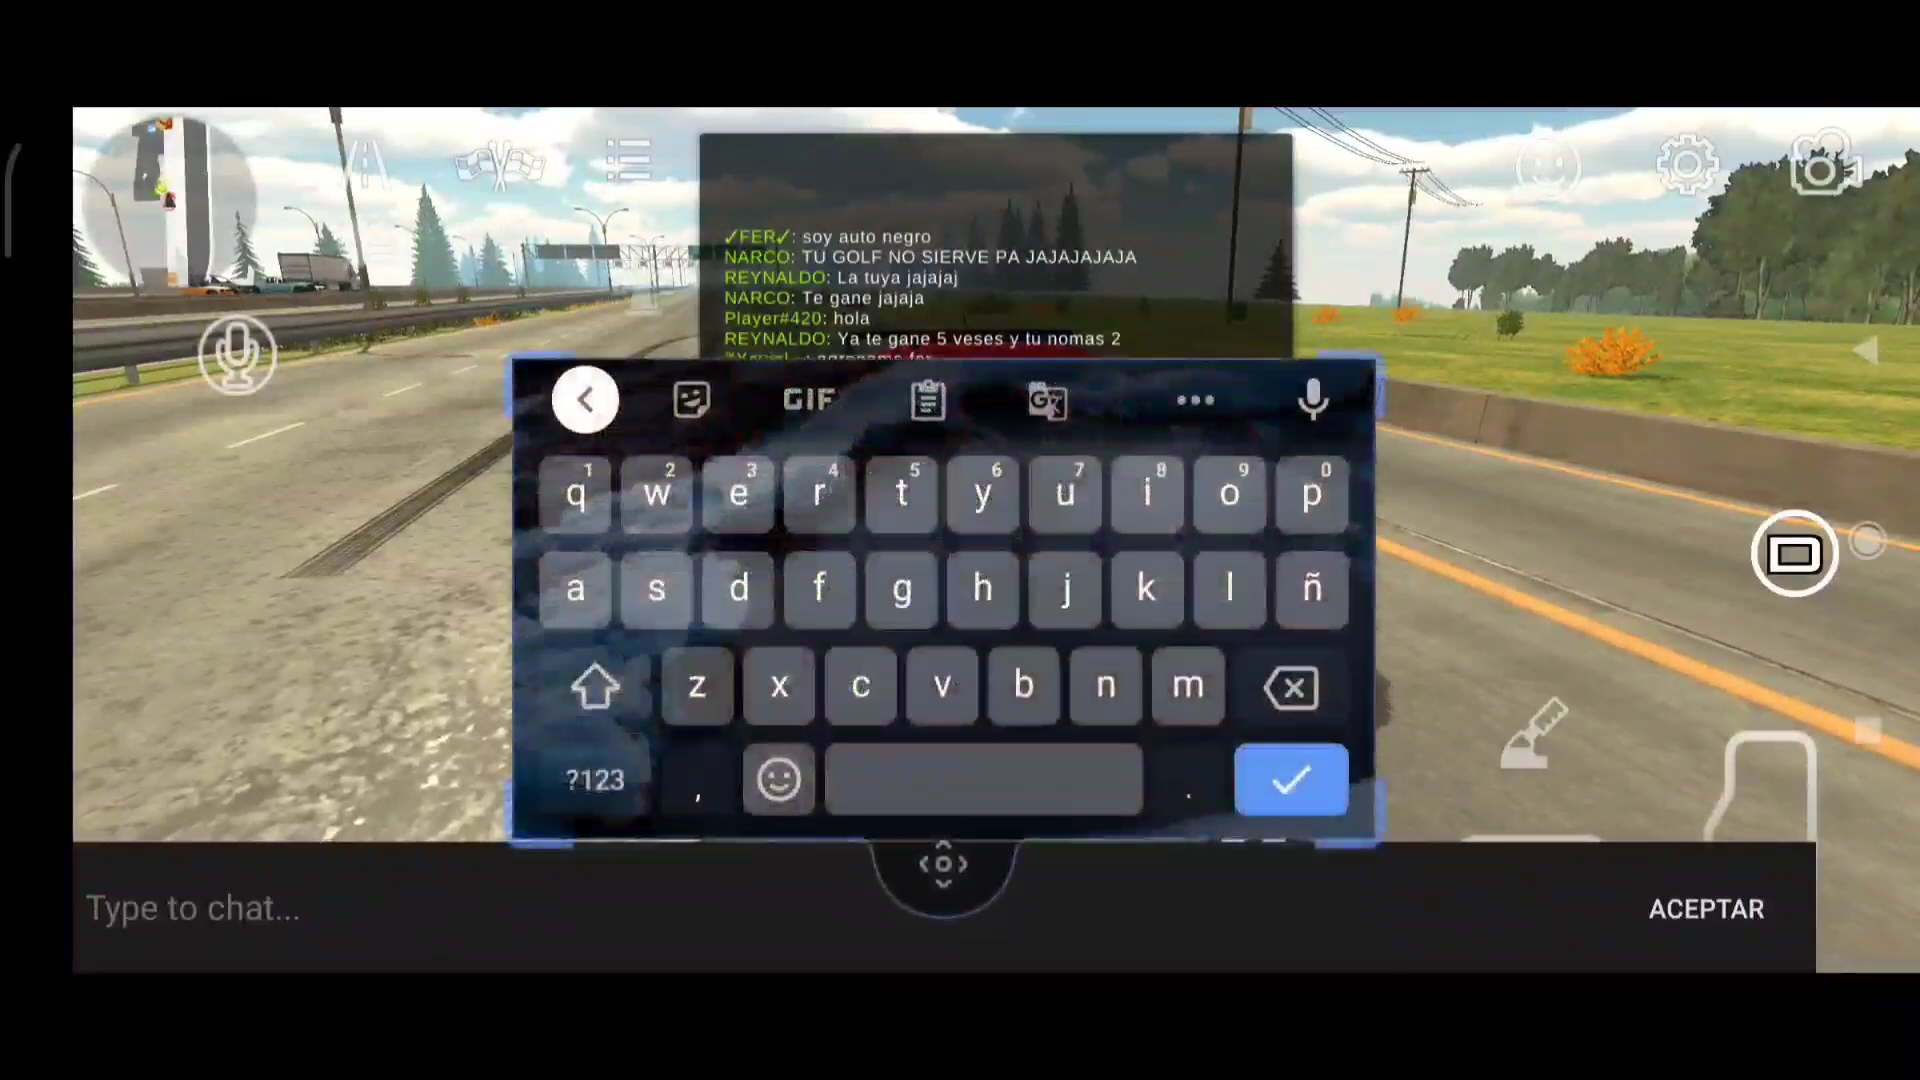 ✓FER✓: soy auto negro
NARCO: TU GOLF NO SIERVE PA JAJAJAJAJA
REYNALDO: La tuya jajajaj
NARCO: Te gane jajaja
Player#420: hola
REYNALDO: Ya te gane 5 veses y tu nomas 2
GIF
1 2 3 4 5 6 7 8 9 0
q w e r t y u i o p
a s d f g h j k l ñ
z x c v b n m
?123 , .
Type to chat...
ACEPTAR